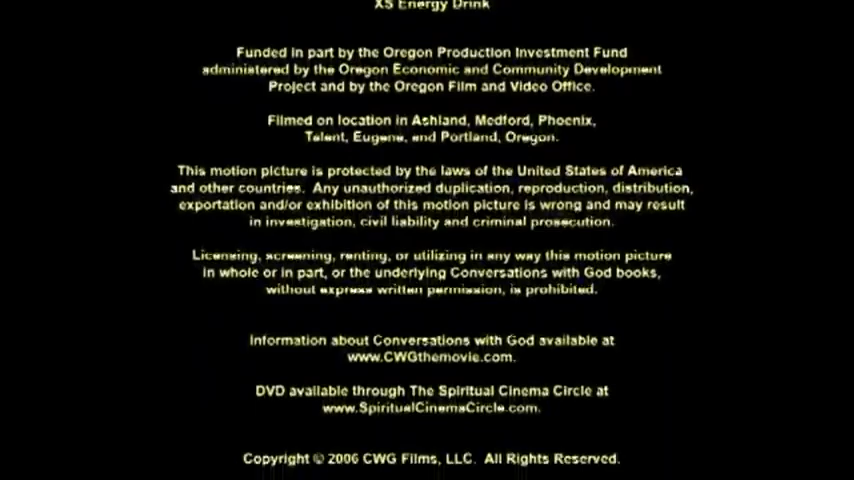 XS Energy Drink
Funded in part by the Oregon Production Investment Fund
administered by the Oregon Economic and Community Development
Project and by the Oregon Film and Video Office.
Filmed on location in Ashland, Medford, Phoenix,
Talent, Eugene, and Portland, Oregon.
This motion picture is protected by the laws of the United States of America
and other countries. Any unauthorized duplication, reproduction, distribution,
exportation and/or exhibition of this motion picture is wrong and may result
in investigation, civil liability and criminal prosecution.
Licensing, screening, renting, or utilizing in any way this motion picture
in whole or in part, or the underlying Conversations with God books,
without express written permission, is prohibited.
Information about Conversations with God available at
www.CWGthemovie.com.
DVD available through The Spiritual Cinema Circle at
www.SpiritualCinemaCircle.com.
Copyright © 2006 CWG Films, LLC. All Rights Reserved.